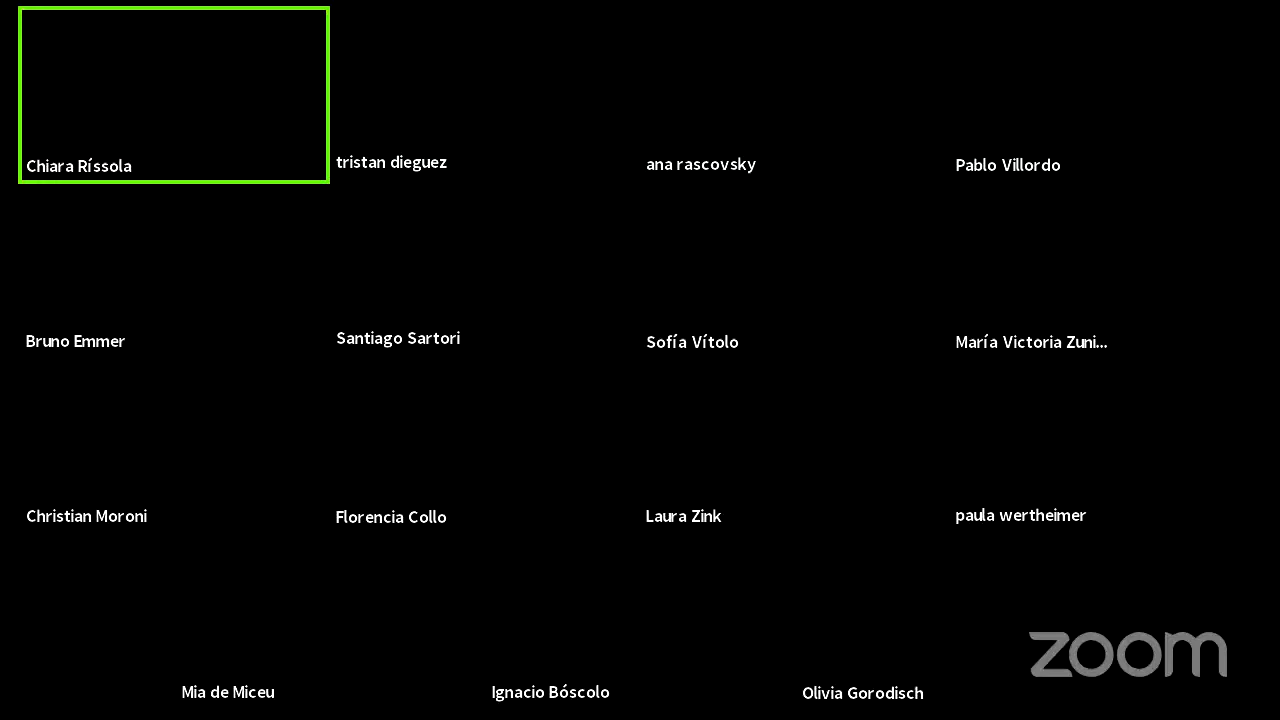 Chiara Ríssola
tristan dieguez
ana rascovsky
Pablo Villordo
Bruno Emmer
Santiago Sartori
Sofía Vítolo
María Victoria Zuni...
Christian Moroni
Florencia Collo
Laura Zink
paula wertheimer
zoom
Mia de Miceu
Ignacio Bóscolo
Olivia Gorodisch